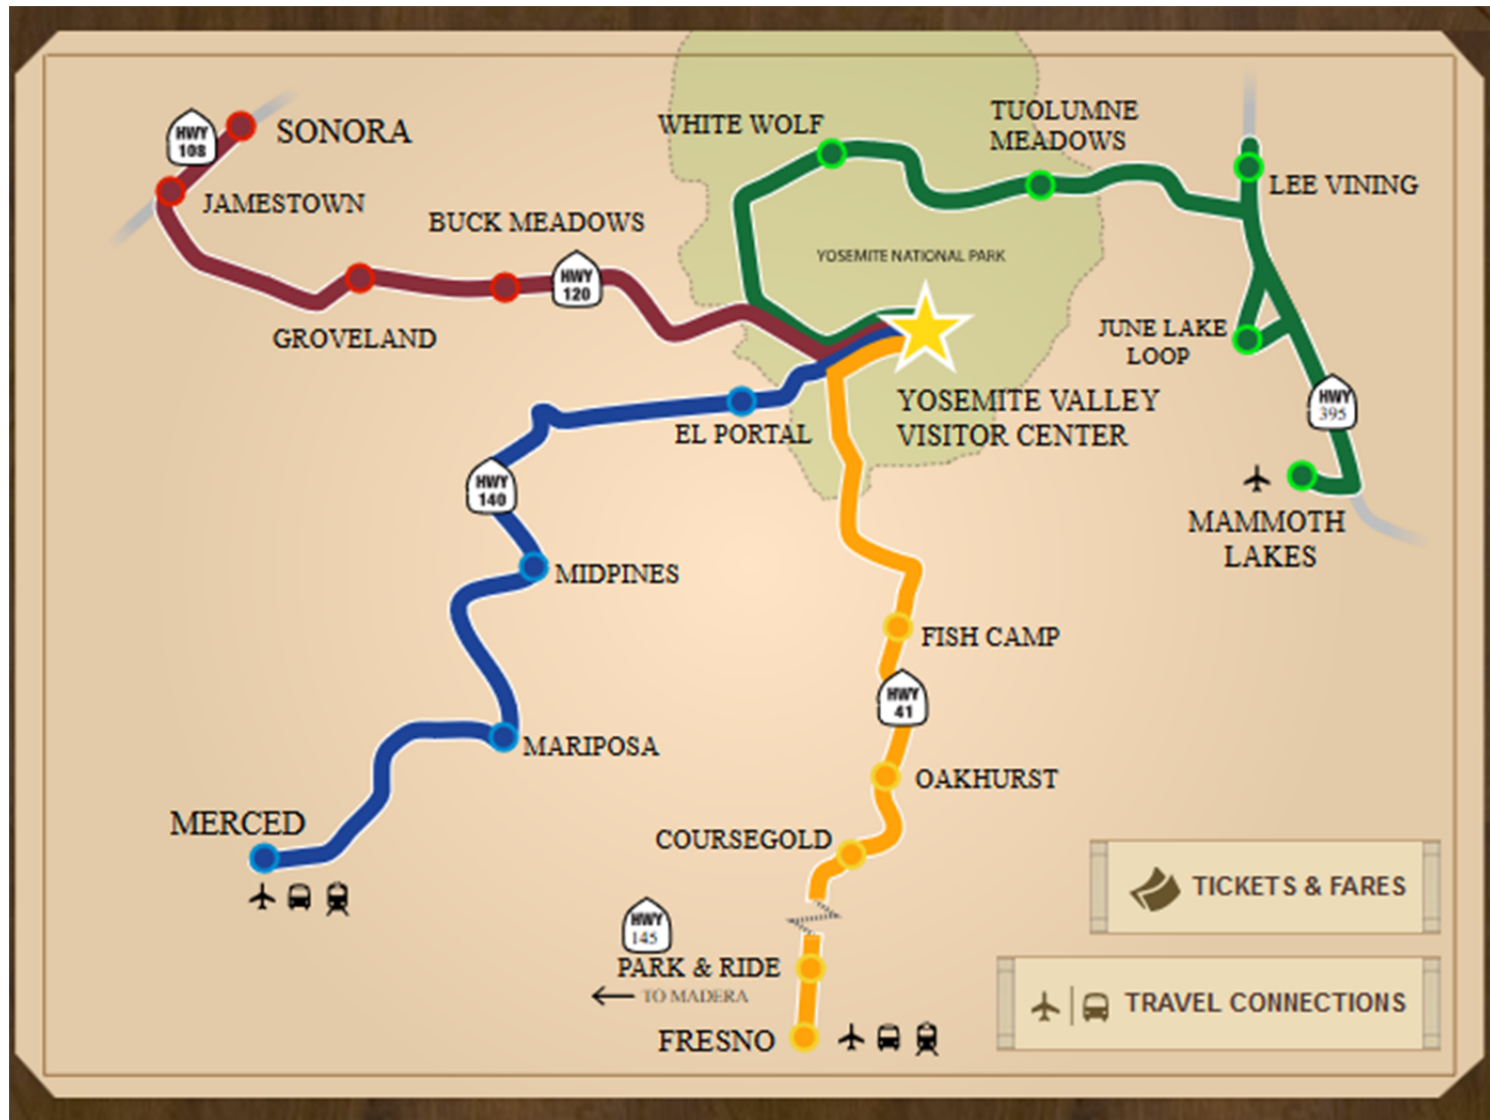 HWY
108
SONORA
JAMESTOWN
BUCK MEADOWS
HWY
120
GROVELAND
WHITE WOLF
TUOLUMNE
MEADOWS
LEE VINING
YOSEMITE NATIONAL PARK
JUNE LAKE
LOOP
HWY
395
YOSEMITE VALLEY
VISITOR CENTER
EL PORTAL
HWY
140
MAMMOTH
LAKES
MIDPINES
FISH CAMP
HWY
41
MARIPOSA
OAKHURST
MERCED
COURSEGOLD
HWY
145
PARK & RIDE
TO MADERA
FRESNO
TICKETS & FARES
TRAVEL CONNECTIONS